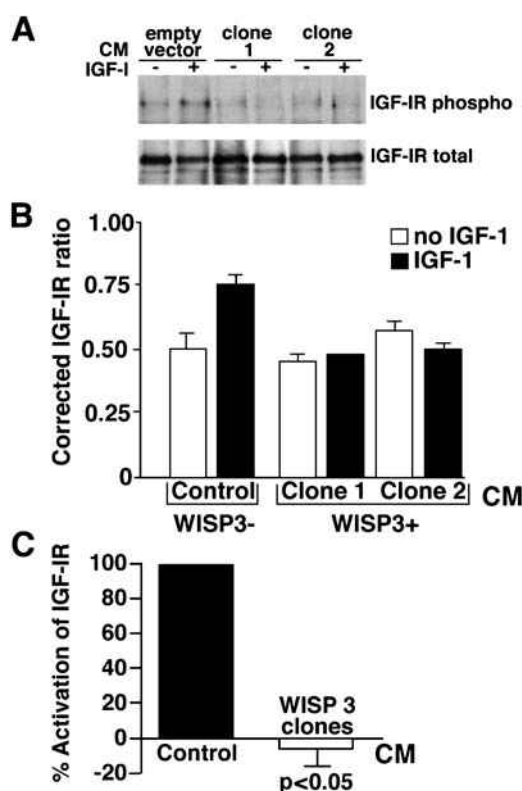 A
CM empty vector clone 1 clone 2
IGF-I - + - + - +
IGF-IR phospho
IGF-IR total
B
Corrected IGF-IR ratio
1.00
0.75
0.50
0.25
0
no IGF-1
IGF-1
Control Clone 1 Clone 2 CM
WISP3- WISP3+
C
% Activation of IGF-IR
100
80
60
40
20
0
-20
Control
WISP 3
clones
CM
p<0.05